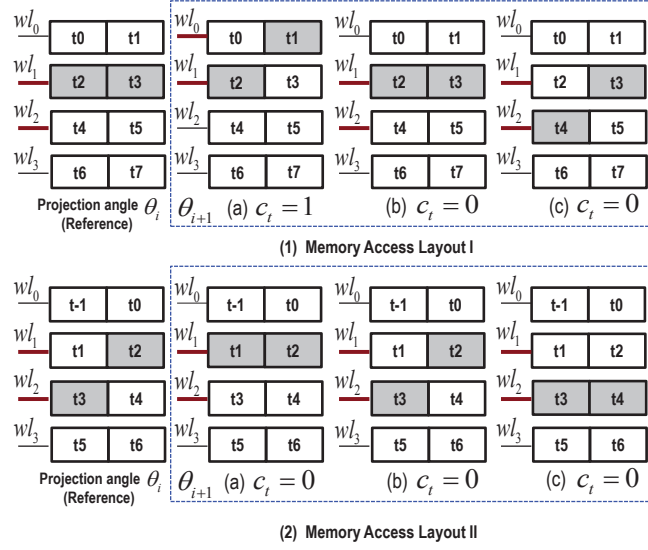 wl₀ t0 t1 wl₀ t0 t1 t0 t1 t0 t1
wl₁ t2 t3 wl₁ t2 t3 wl₁ t2 t3 wl₁ t2 t3
wl₂ t4 t5 wl₂ t4 t5 wl₂ t4 t5 wl₂ t4 t5
wl₃ t6 t7 wl₃ t6 t7 wl₃ t6 t7 wl₃ t6 t7
Projection angle θᵢ θᵢ₊₁ (a) cₜ = 1 (b) cₜ = 0 (c) cₜ = 0
(Reference)
(1) Memory Access Layout I
wl₀ t-1 t0 wl₀ t-1 t0 wl₀ t-1 t0 wl₀ t-1 t0
wl₁ t1 t2 wl₁ t1 t2 wl₁ t1 t2 wl₁ t1 t2
wl₂ t3 t4 wl₂ t3 t4 wl₂ t3 t4 wl₂ t3 t4
wl₃ t5 t6 wl₃ t5 t6 wl₃ t5 t6 wl₃ t5 t6
Projection angle θᵢ θᵢ₊₁ (a) cₜ = 0 (b) cₜ = 0 (c) cₜ = 0
(Reference)
(2) Memory Access Layout II